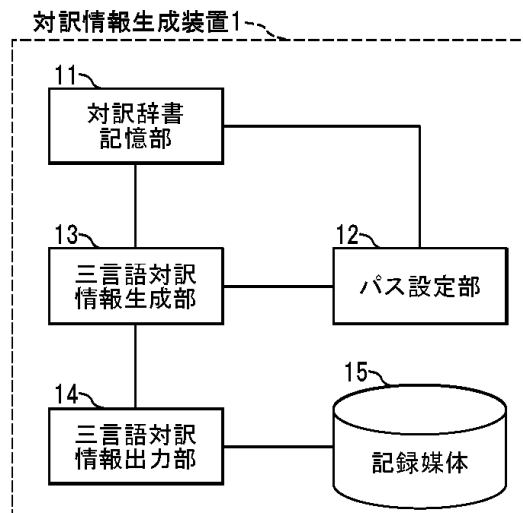 対訳情報生成装置1
11
対訳辞書
記憶部
13
三言語対訳
情報生成部
12
パス設定部
14
三言語対訳
情報出力部
15
記録媒体